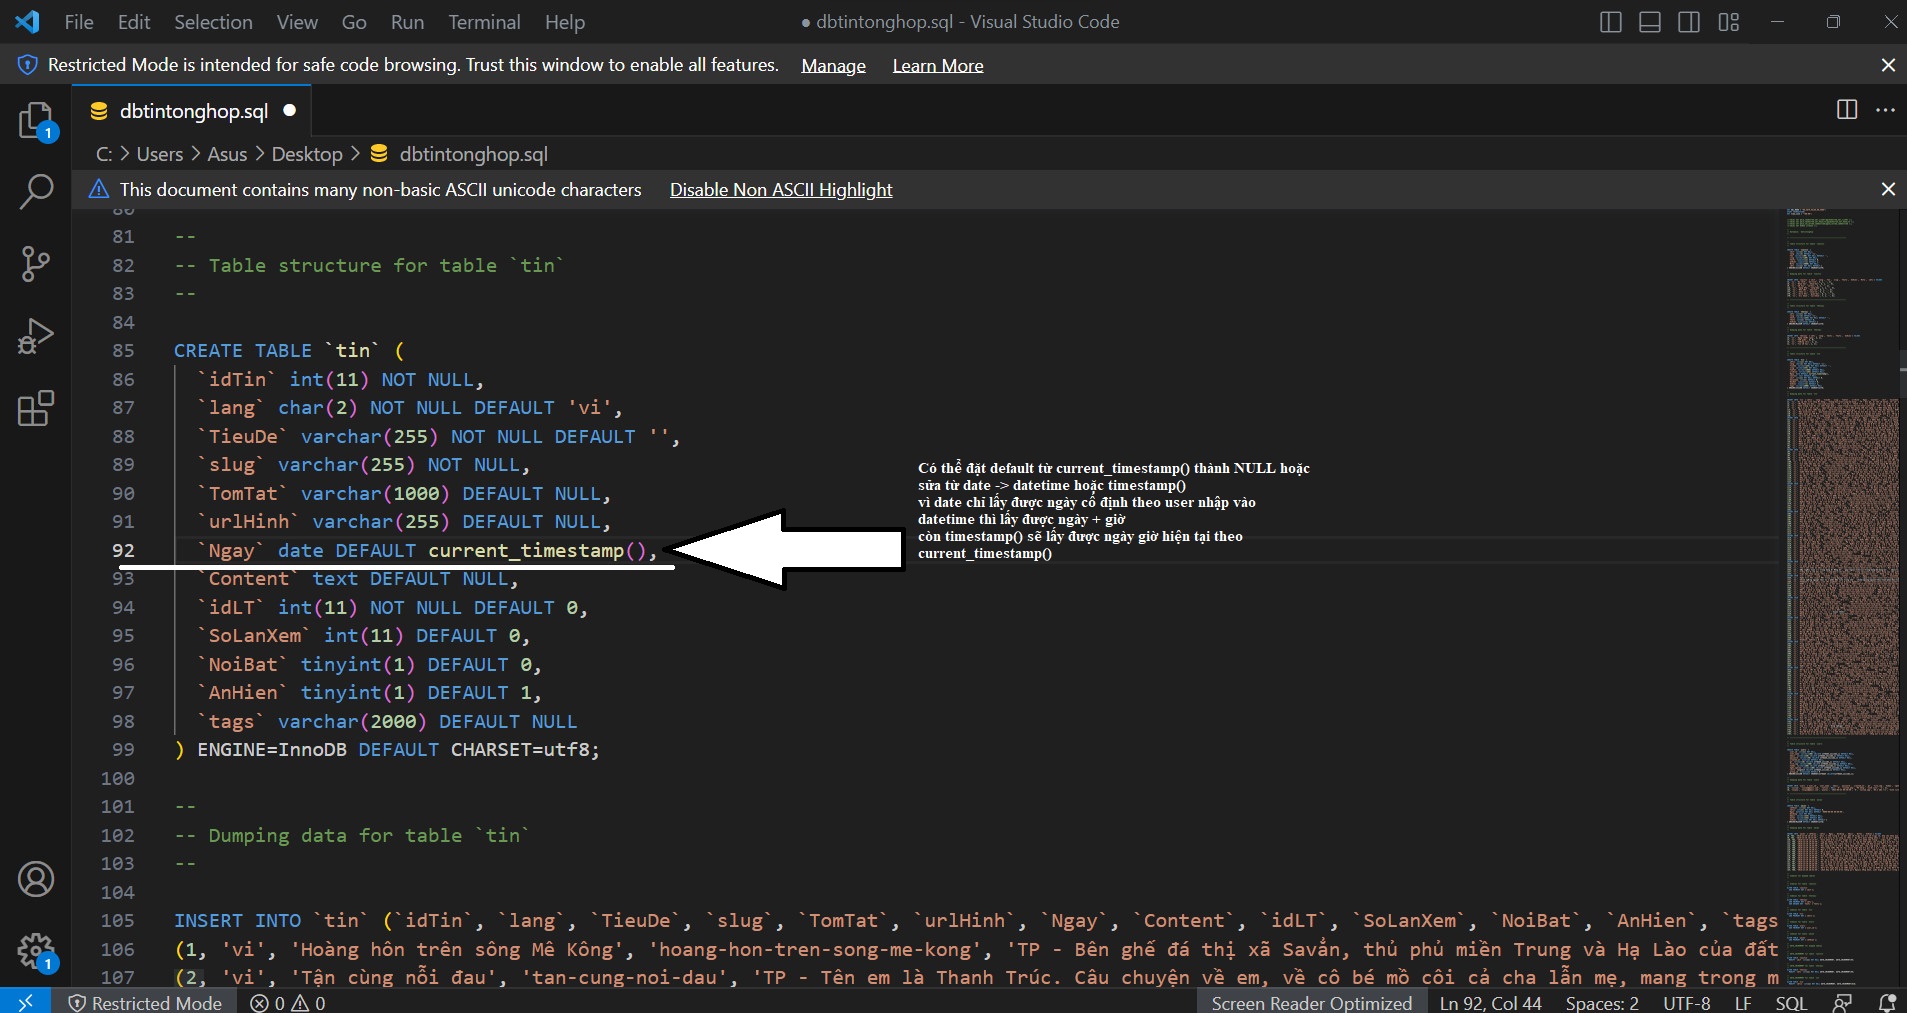 File Edit Selection View Go Run Terminal Help
● dbtintonghop.sql - Visual Studio Code
Restricted Mode is intended for safe code browsing. Trust this window to enable all features. Manage Learn More
1
dbtintonghop.sql
C: > Users > Asus > Desktop > dbtintonghop.sql
This document contains many non-basic ASCII unicode characters Disable Non ASCII Highlight
80
81 --
82 -- Table structure for table `tin`
83 --
84
85 CREATE TABLE `tin` (
86 `idTin` int(11) NOT NULL,
87 `lang` char(2) NOT NULL DEFAULT 'vi',
88 `TieuDe` varchar(255) NOT NULL DEFAULT '',
89 `slug` varchar(255) NOT NULL,
90 `TomTat` varchar(1000) DEFAULT NULL,
91 `urlHinh` varchar(255) DEFAULT NULL,
92 `Ngay` date DEFAULT current_timestamp(),
93 `Content` text DEFAULT NULL,
94 `idLT` int(11) NOT NULL DEFAULT 0,
95 `SoLanXem` int(11) DEFAULT 0,
96 `NoiBat` tinyint(1) DEFAULT 0,
97 `AnHien` tinyint(1) DEFAULT 1,
98 `tags` varchar(2000) DEFAULT NULL
99 ) ENGINE=InnoDB DEFAULT CHARSET=utf8;
100
101 --
102 -- Dumping data for table `tin`
103 --
104
105 INSERT INTO `tin` (`idTin`, `lang`, `TieuDe`, `slug`, `TomTat`, `urlHinh`, `Ngay`, `Content`, `idLT`, `SoLanXem`, `NoiBat`, `AnHien`, `tags
106 (1, 'vi', 'Hoàng hôn trên sông Mê Kông', 'hoang-hon-tren-song-me-kong', 'TP - Bên ghế đá thị xã Savẳn, thủ phủ miền Trung và Hạ Lào của đất
107 (2, 'vi', 'Tận cùng nỗi đau', 'tan-cung-noi-dau', 'TP - Tên em là Thanh Trúc. Câu chuyện về em, về cô bé mồ côi cả cha lẫn mẹ, mang trong m
Có thể đặt default từ current_timestamp() thành NULL hoặc
sửa từ date -> datetime hoặc timestamp()
vì date chỉ lấy được ngày cố định theo user nhập vào
datetime thì lấy được ngày + giờ
còn timestamp() sẽ lấy được ngày giờ hiện tại theo
current_timestamp()
1
Restricted Mode 0 0 Screen Reader Optimized Ln 92, Col 44 Spaces: 2 UTF-8 LF SQL